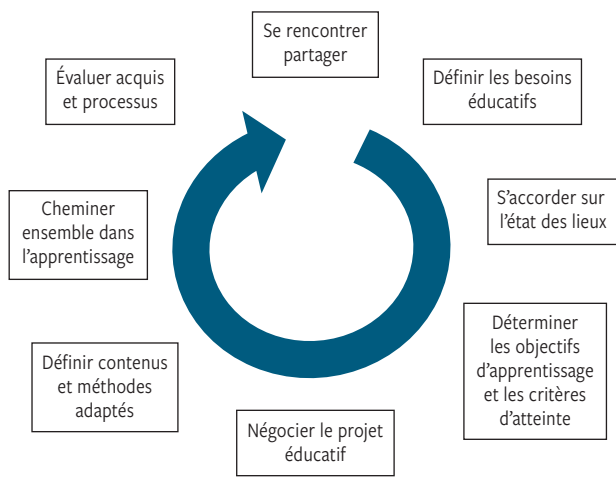 Se rencontrer
partager
Définir les besoins
éducatifs
S'accorder sur
l'état des lieux
Déterminer
les objectifs
d'apprentissage
et les critères
d'atteinte
Négocier le projet
éducatif
Définir contenus
et méthodes
adaptés
Cheminer
ensemble dans
l'apprentissage
Évaluer acquis
et processus